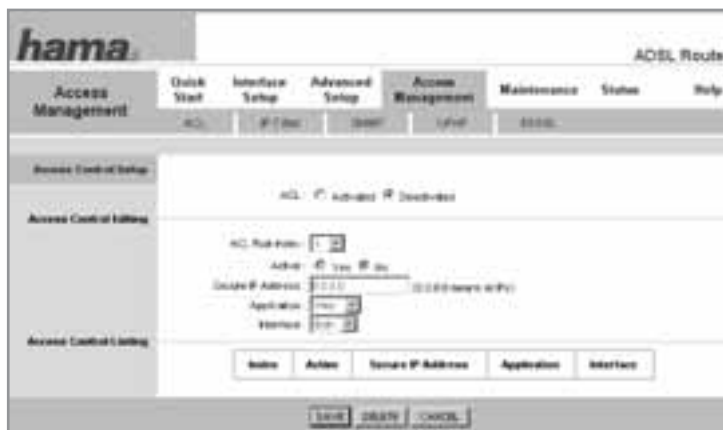 hama
ADSL Route
Access Management
Quick Start
Interface Setup
Advanced Setup
Access Management
Maintenance
Status
Help
ACL
IP Filter
SNMP
UPnP
DDNS
Access Control Setup
ACL : Activated Deactivated
Access Control Editing
ACL Rule Index : 1
Active : Yes No
Secure IP Address : 0.0.0.0
Application : Web
Interface :
Access Control Listing
Index Active Secure IP Address Application Interface
SAVE DELETE CANCEL